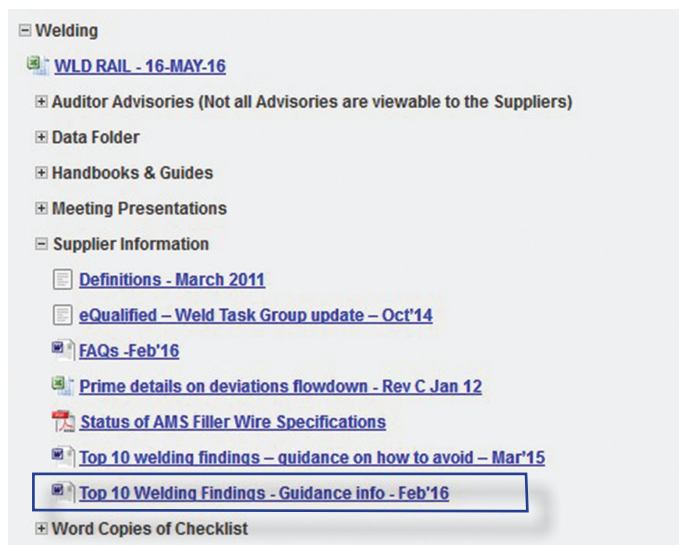 Welding
WLD RAIL - 16-MAY-16
Auditor Advisories (Not all Advisories are viewable to the Suppliers)
Data Folder
Handbooks & Guides
Meeting Presentations
Supplier Information
Definitions - March 2011
eQualified – Weld Task Group update – Oct'14
FAQs -Feb'16
Prime details on deviations flowdown - Rev C Jan 12
Status of AMS Filler Wire Specifications
Top 10 welding findings – guidance on how to avoid – Mar'15
Top 10 Welding Findings - Guidance info - Feb'16
Word Copies of Checklist